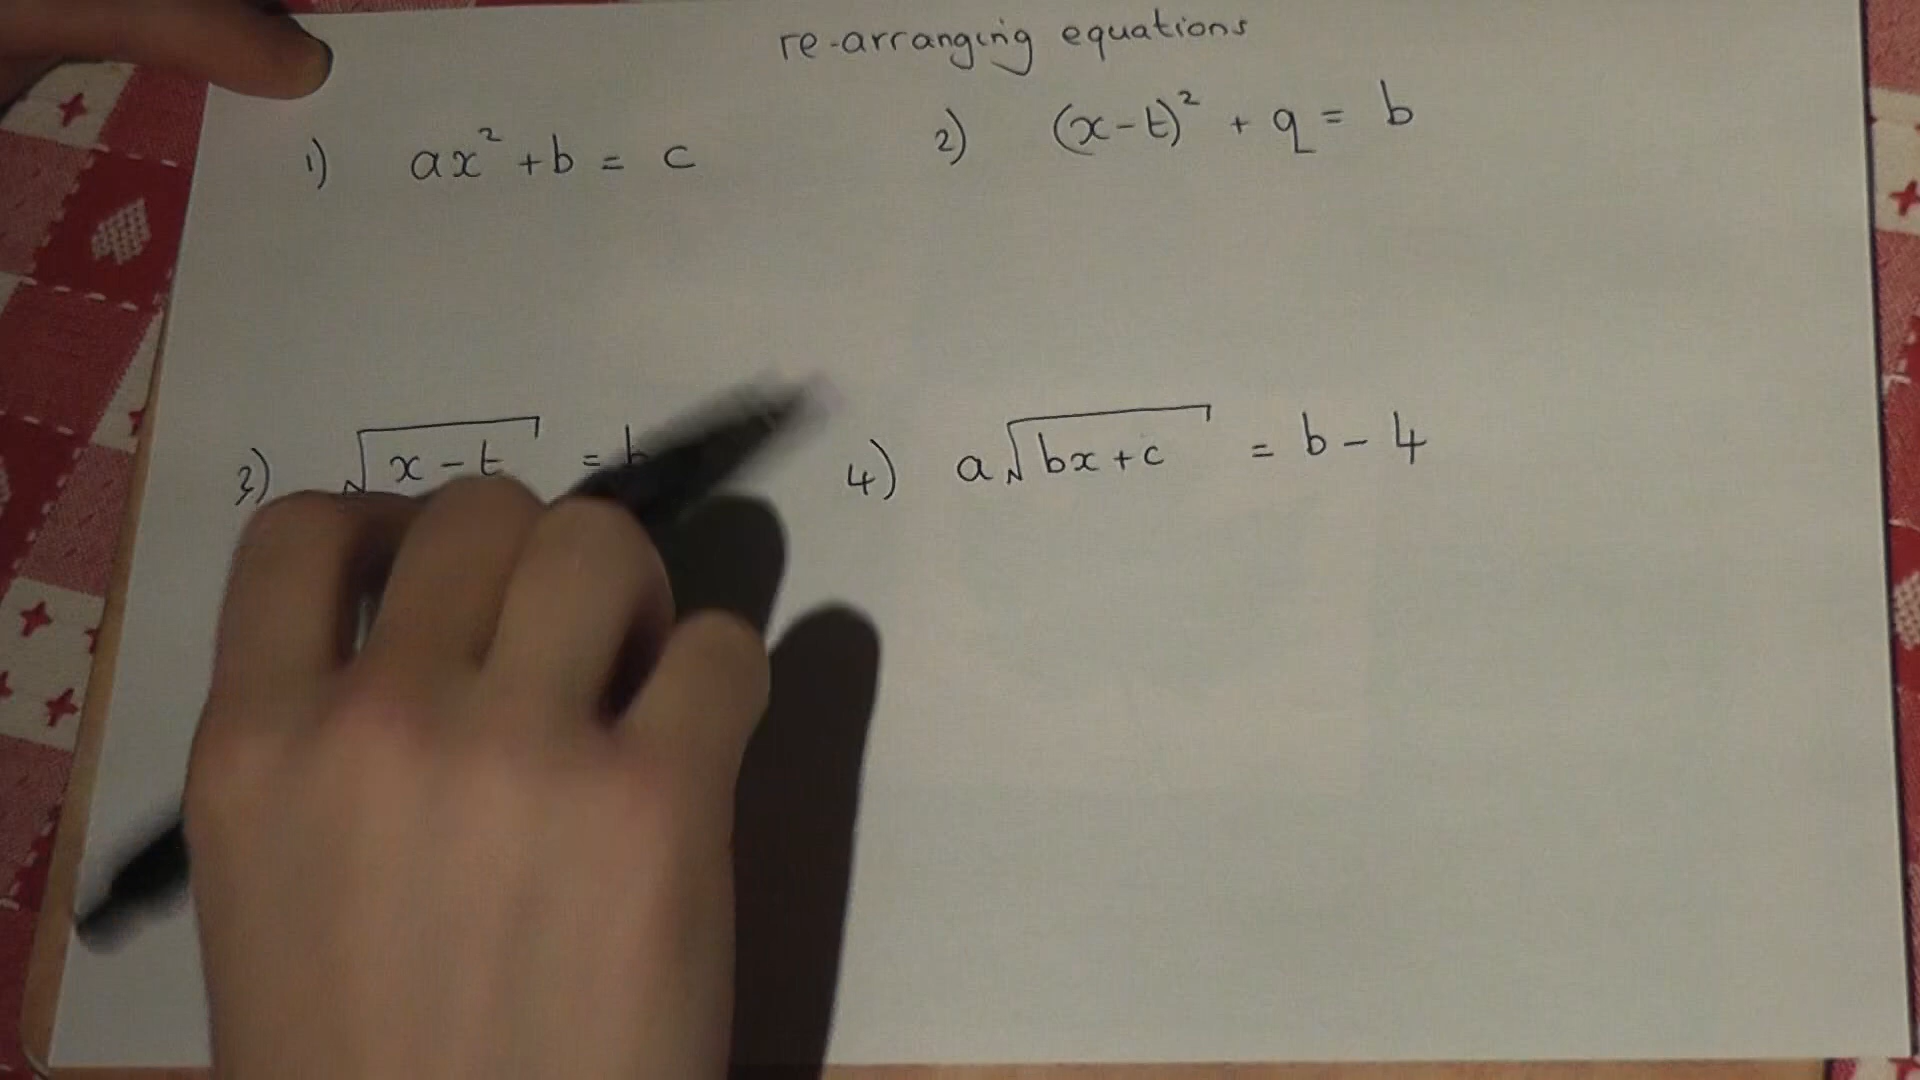 re-arranging equations
1) ax² + b = c
2) (x-t)² + q = b
3) √(x - t) = b
4) a√(bx + c) = b - 4